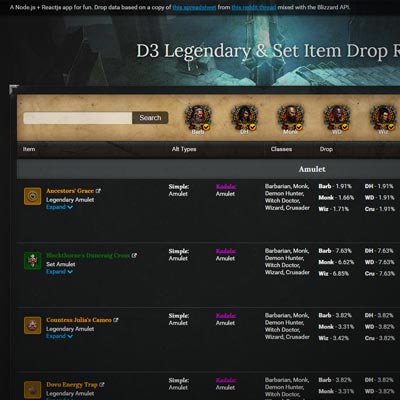 A Node.js + Reactjs app for fun. Drop data based on a copy of this spreadsheet from this reddit thread mixed with the Blizzard API.
D3 Legendary & Set Item Drop R
Search
Barb DH Monk WD Wiz
Item Alt Types Classes Drop
Amulet
Ancestors' Grace
Legendary Amulet
Expand
Simple:
Amulet
Kadala:
Amulet
Barbarian, Monk,
Demon Hunter,
Witch Doctor,
Wizard, Crusader
Barb - 1.91% DH - 1.91%
Monk - 1.66% WD - 1.91%
Wiz - 1.71% Cru - 1.91%
Blackthorne's Duncraig Cross
Set Amulet
Expand
Simple:
Amulet
Kadala:
Amulet
Barbarian, Monk,
Demon Hunter,
Witch Doctor,
Wizard, Crusader
Barb - 7.63% DH - 7.63%
Monk - 6.62% WD - 7.63%
Wiz - 6.85% Cru - 7.63%
Countess Julia's Cameo
Legendary Amulet
Expand
Simple:
Amulet
Kadala:
Amulet
Barbarian, Monk,
Demon Hunter,
Witch Doctor,
Wizard, Crusader
Barb - 3.82% DH - 3.82%
Monk - 3.31% WD - 3.82%
Wiz - 3.42% Cru - 3.82%
Dovu Energy Trap
Legendary Amulet
Expand
Simple:
Amulet
Kadala:
Amulet
Barbarian, Monk,
Demon Hunter,
Witch Doctor,
Barb - 3.82% DH - 3.82%
Monk - 3.31% WD - 3.82%